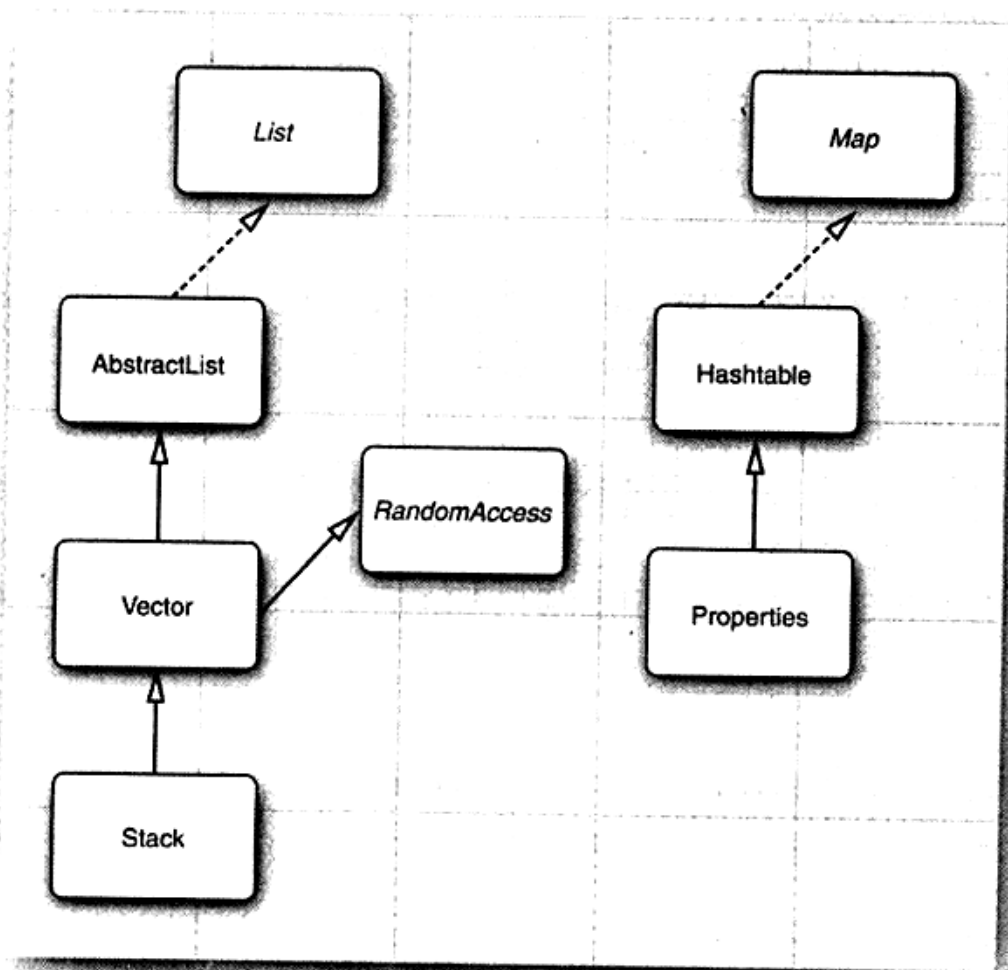 List
Map
AbstractList
Hashtable
RandomAccess
Vector
Properties
Stack